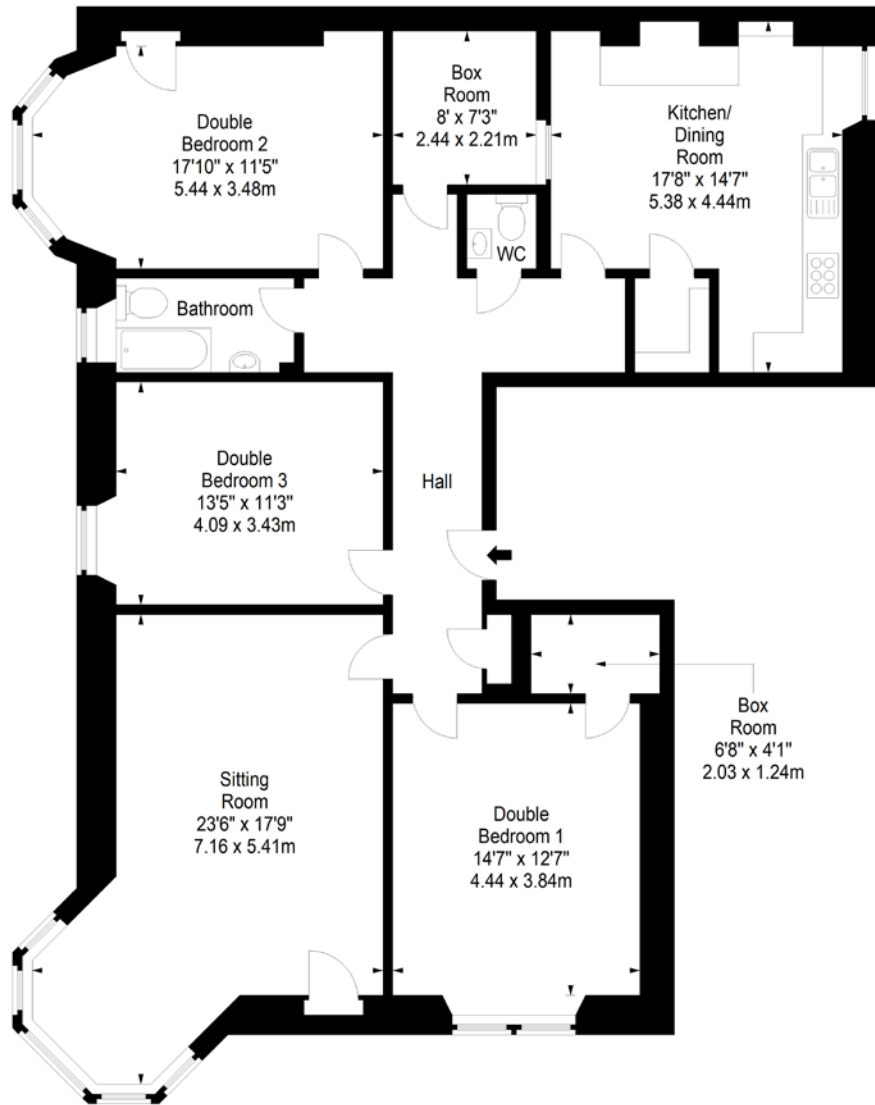 Double
Bedroom 2
17'10" x 11'5"
5.44 x 3.48m
Box
Room
8' x 7'3"
2.44 x 2.21m
Kitchen/
Dining
Room
17'8" x 14'7"
5.38 x 4.44m
WC
Bathroom
Double
Bedroom 3
13'5" x 11'3"
4.09 x 3.43m
Hall
Sitting
Room
23'6" x 17'9"
7.16 x 5.41m
Double
Bedroom 1
14'7" x 12'7"
4.44 x 3.84m
Box
Room
6'8" x 4'1"
2.03 x 1.24m